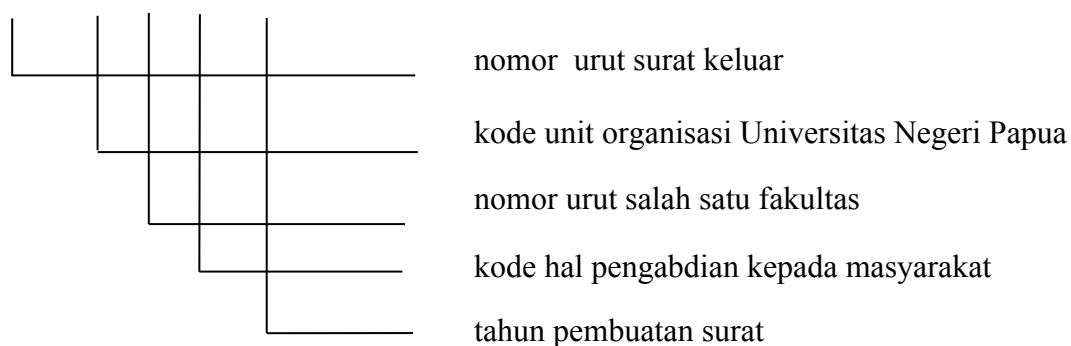 nomor urut surat keluar
kode unit organisasi Universitas Negeri Papua
nomor urut salah satu fakultas
kode hal pengabdian kepada masyarakat
tahun pembuatan surat